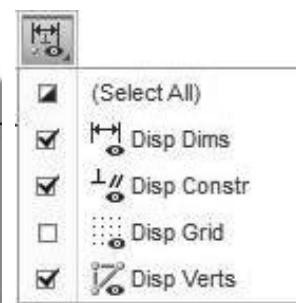 (Select All)
Disp Dims
Disp Constr
Disp Grid
Disp Verts